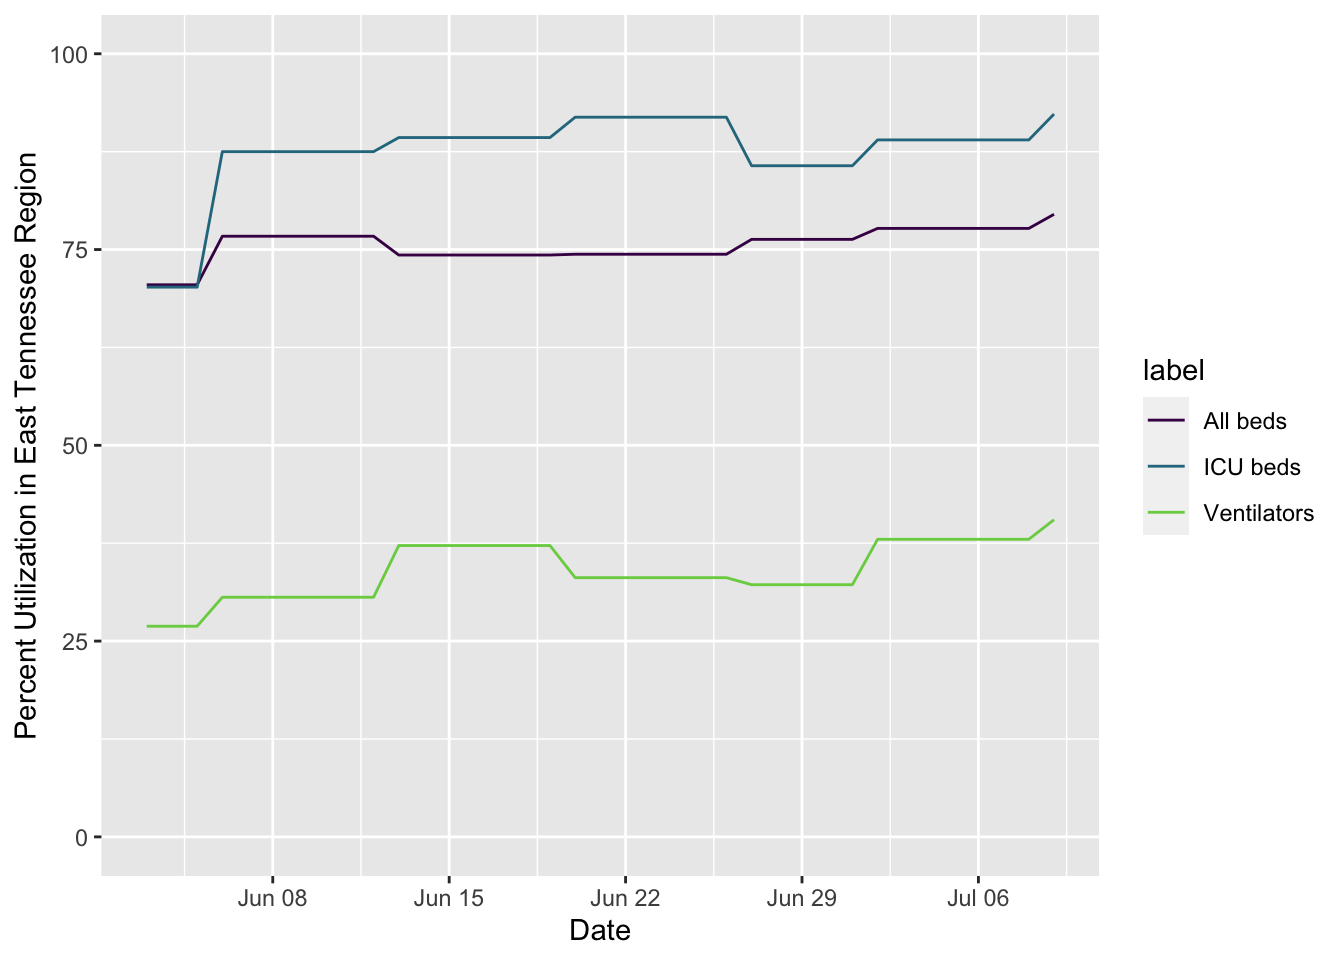 Percent Utilization in East Tennessee Region
100
75
50
25
0
Jun 08
Jun 15
Jun 22
Jun 29
Jul 06
Date
label
All beds
ICU beds
Ventilators